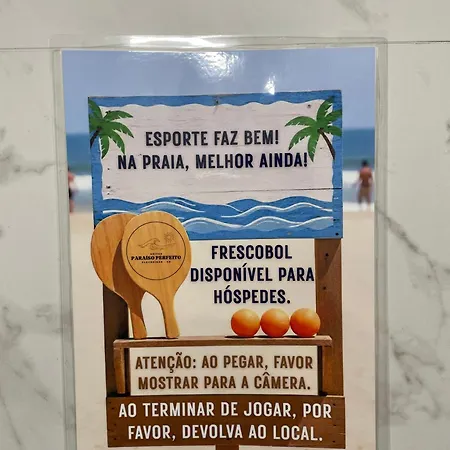 ESPORTE FAZ BEM!
NA PRAIA, MELHOR AINDA!
PARAÍSO PERFEITO
FRESCOBOL
DISPONÍVEL PARA
HÓSPEDES.
ATENÇÃO: AO PEGAR, FAVOR
MOSTRAR PARA A CÂMERA.
AO TERMINAR DE JOGAR, POR
FAVOR, DEVOLVA AO LOCAL.